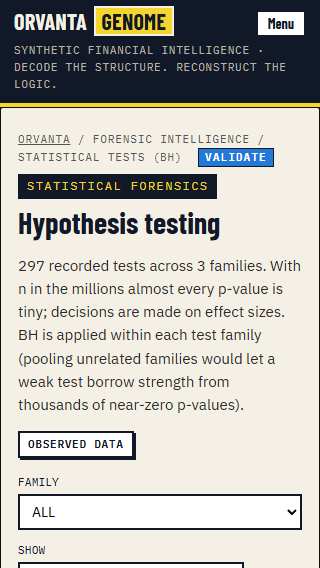 ORVANTA GENOME Menu
SYNTHETIC FINANCIAL INTELLIGENCE ·
DECODE THE STRUCTURE. RECONSTRUCT THE
LOGIC.
ORVANTA / FORENSIC INTELLIGENCE /
STATISTICAL TESTS (BH) VALIDATE
STATISTICAL FORENSICS
Hypothesis testing
297 recorded tests across 3 families. With
n in the millions almost every p-value is
tiny; decisions are made on effect sizes.
BH is applied within each test family
(pooling unrelated families would let a
weak test borrow strength from
thousands of near-zero p-values).
OBSERVED DATA
FAMILY
ALL
SHOW